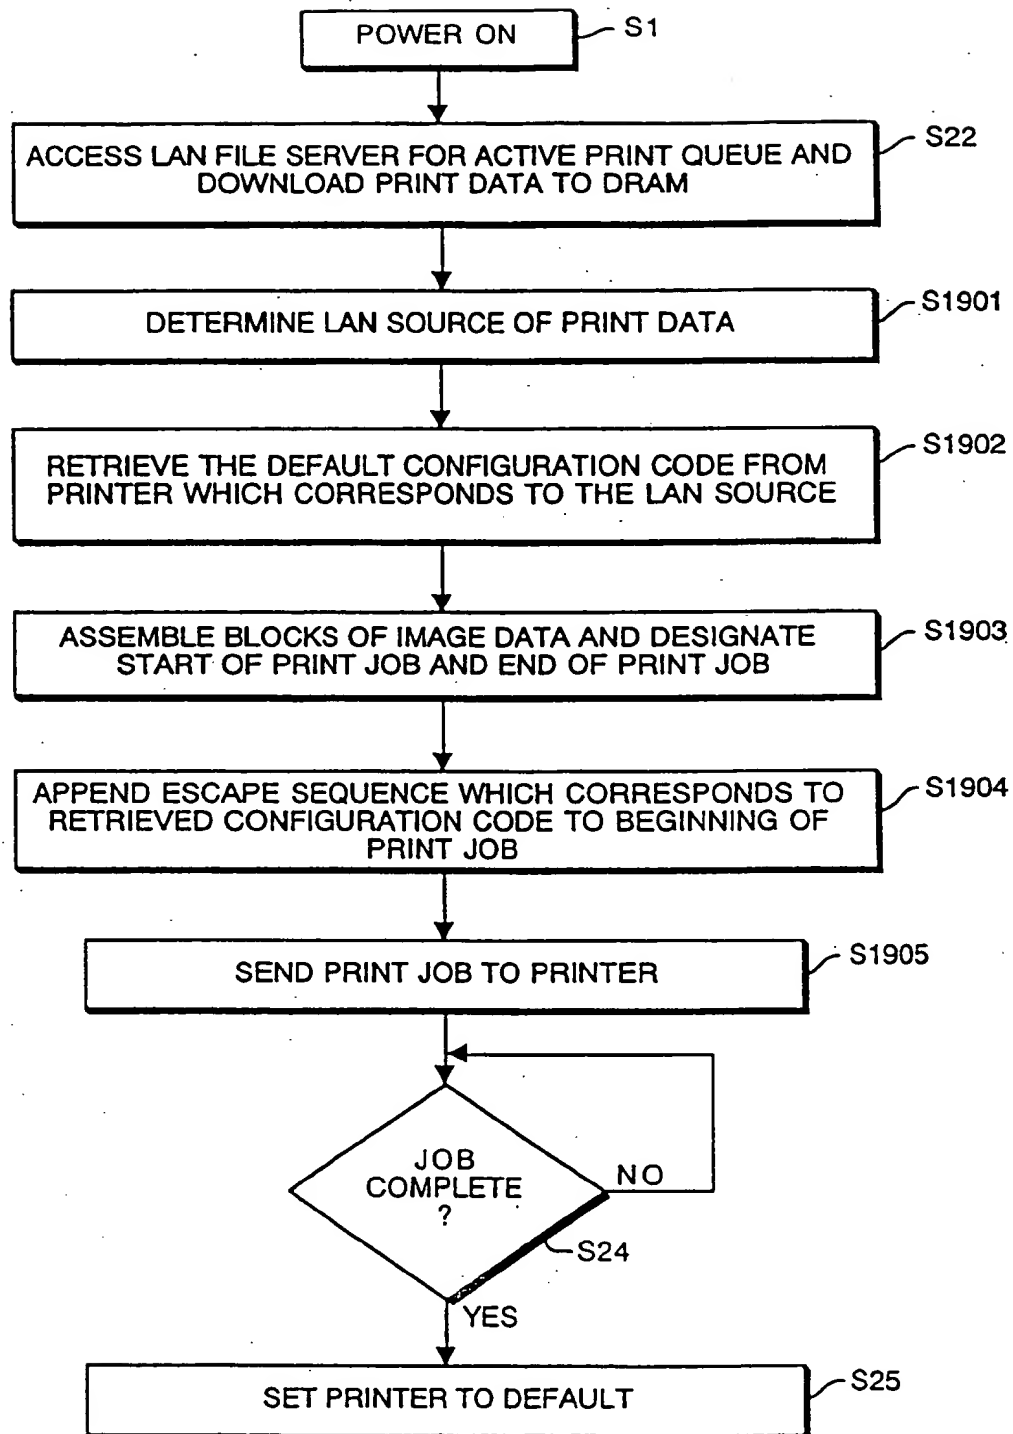 POWER ON
S1
ACCESS LAN FILE SERVER FOR ACTIVE PRINT QUEUE AND
DOWNLOAD PRINT DATA TO DRAM
S22
DETERMINE LAN SOURCE OF PRINT DATA
S1901
RETRIEVE THE DEFAULT CONFIGURATION CODE FROM
PRINTER WHICH CORRESPONDS TO THE LAN SOURCE
S1902
ASSEMBLE BLOCKS OF IMAGE DATA AND DESIGNATE
START OF PRINT JOB AND END OF PRINT JOB
S1903
APPEND ESCAPE SEQUENCE WHICH CORRESPONDS TO
RETRIEVED CONFIGURATION CODE TO BEGINNING OF
PRINT JOB
S1904
SEND PRINT JOB TO PRINTER
S1905
JOB
COMPLETE
?
NO
S24
YES
SET PRINTER TO DEFAULT
S25